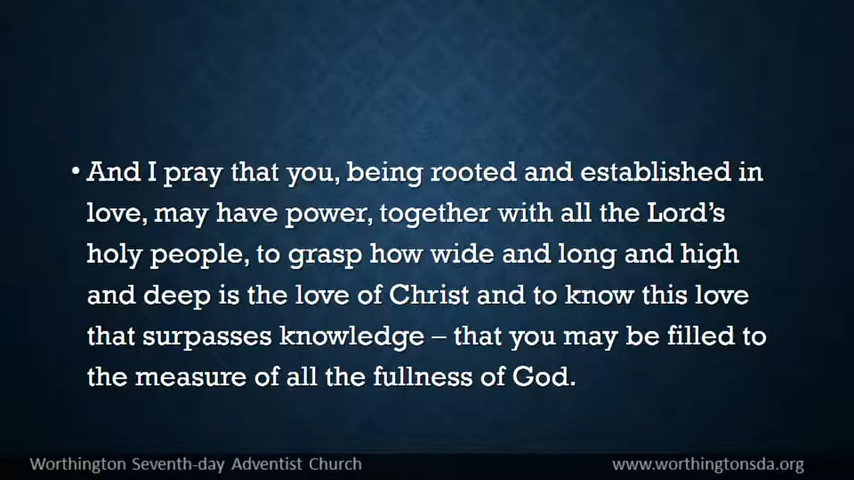 • And I pray that you, being rooted and established in
love, may have power, together with all the Lord's
holy people, to grasp how wide and long and high
and deep is the love of Christ and to know this love
that surpasses knowledge – that you may be filled to
the measure of all the fullness of God.
Worthington Seventh-day Adventist Church
www.worthingtonsda.org